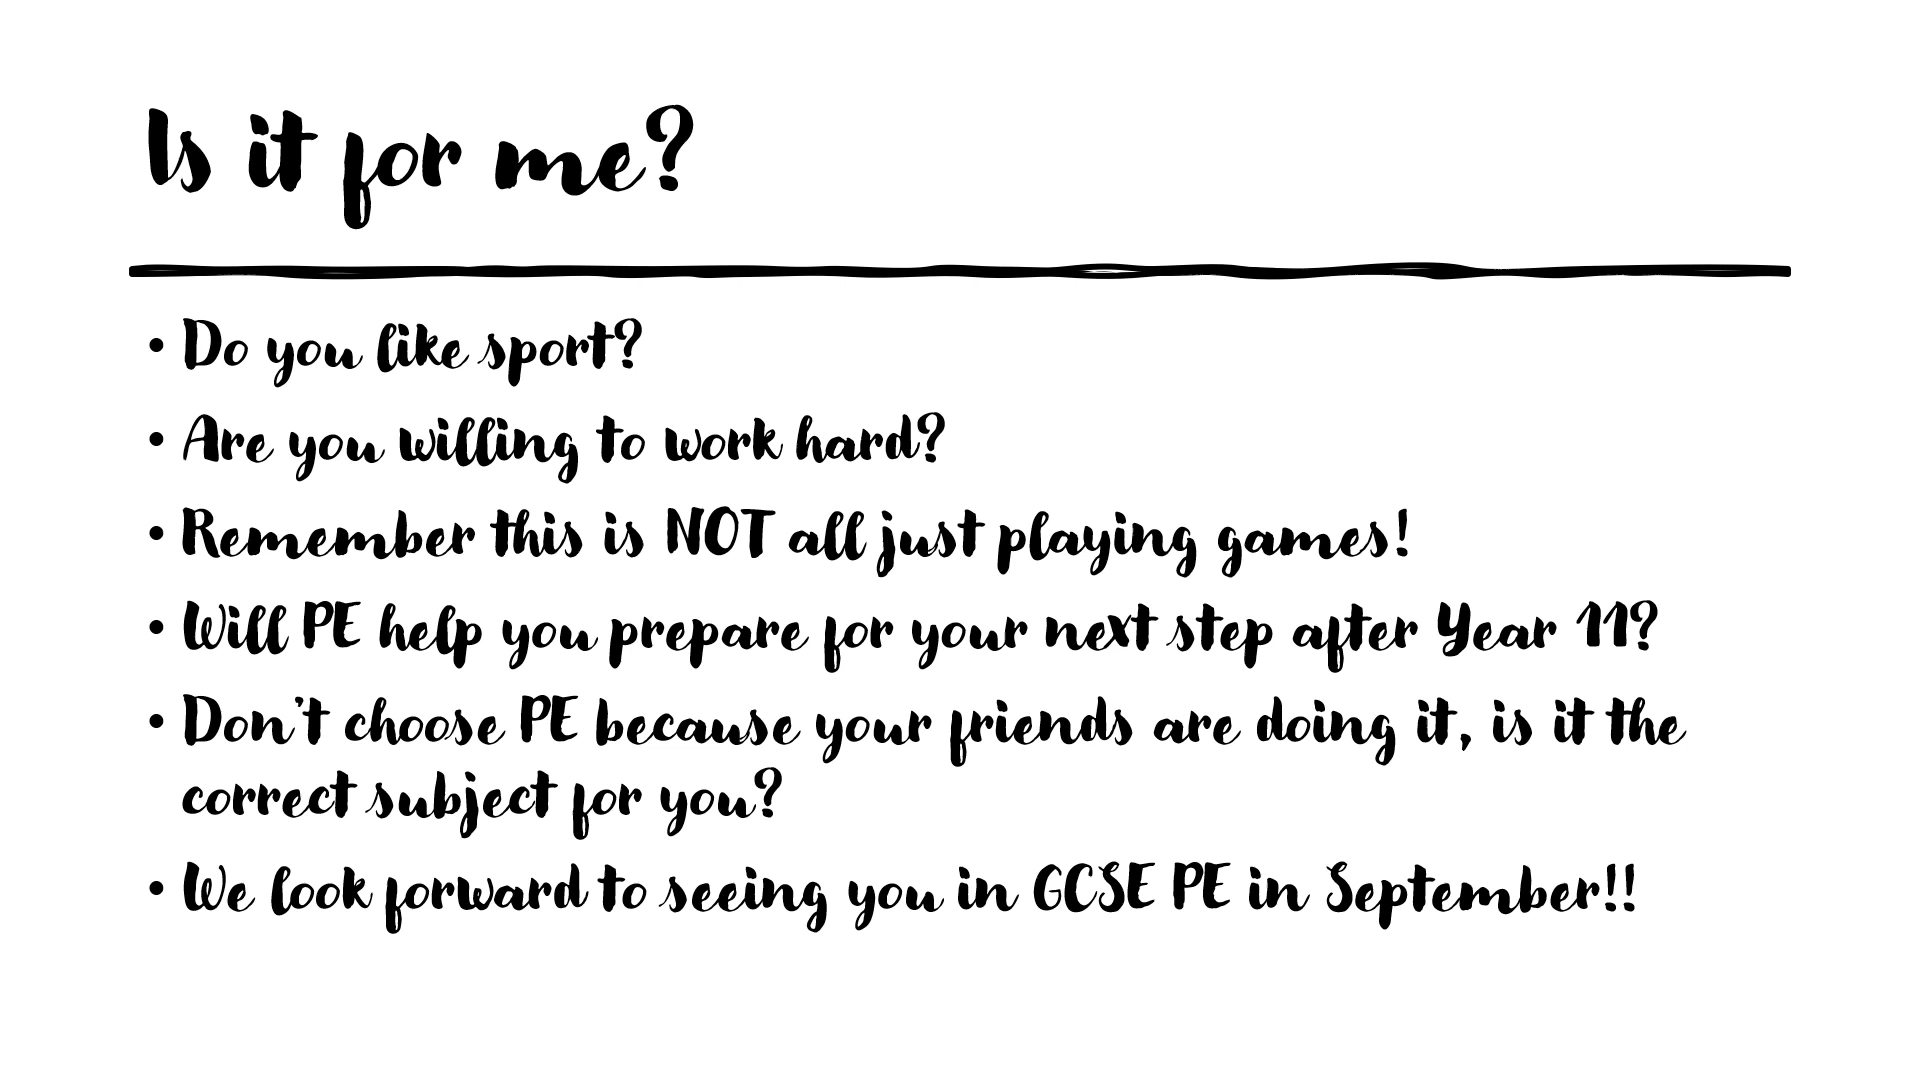 Is it for me?
• Do you like sport?
• Are you willing to work hard?
• Remember this is NOT all just playing games!
• Will PE help you prepare for your next step after Year 11?
• Don't choose PE because your friends are doing it, is it the
correct subject for you?
• We look forward to seeing you in GCSE PE in September!!